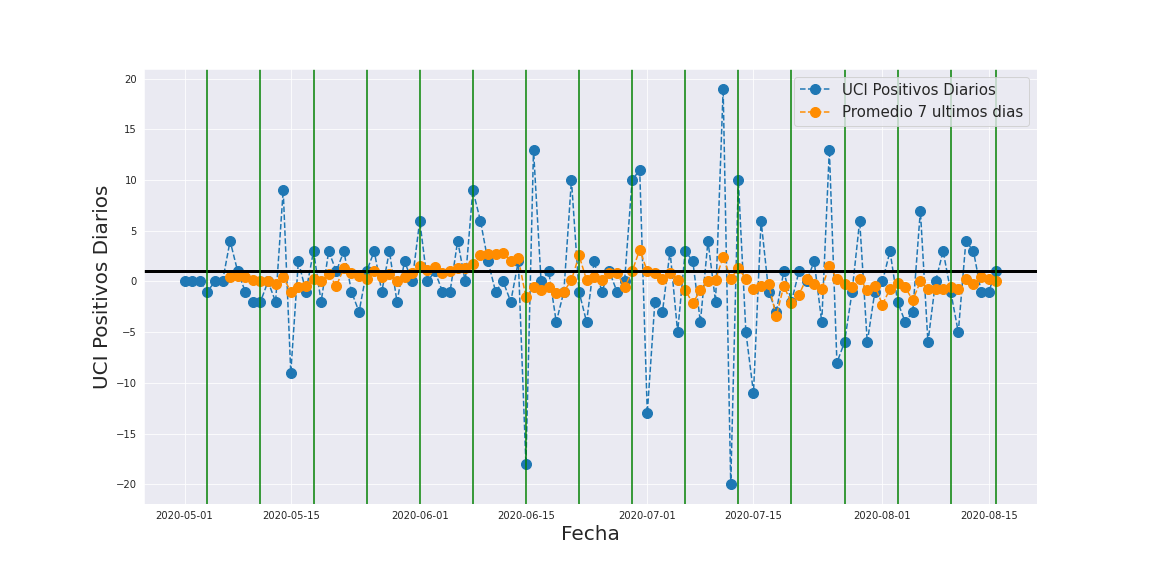 UCI Positivos Diarios
Promedio 7 ultimos dias
UCI Positivos Diarios
20
15
10
5
0
−5
−10
−15
−20
2020-05-01 2020-05-15 2020-06-01 2020-06-15 2020-07-01 2020-07-15 2020-08-01 2020-08-15
Fecha